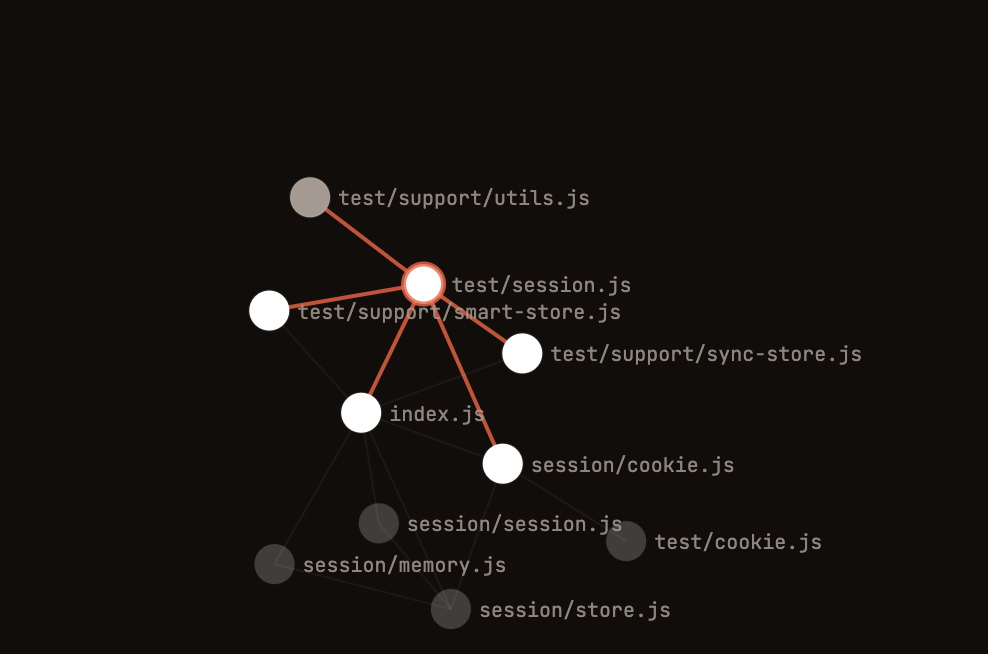 test/support/utils.js
test/session.js
test/support/smart-store.js
test/support/sync-store.js
index.js
session/cookie.js
session/session.js
test/cookie.js
session/memory.js
session/store.js